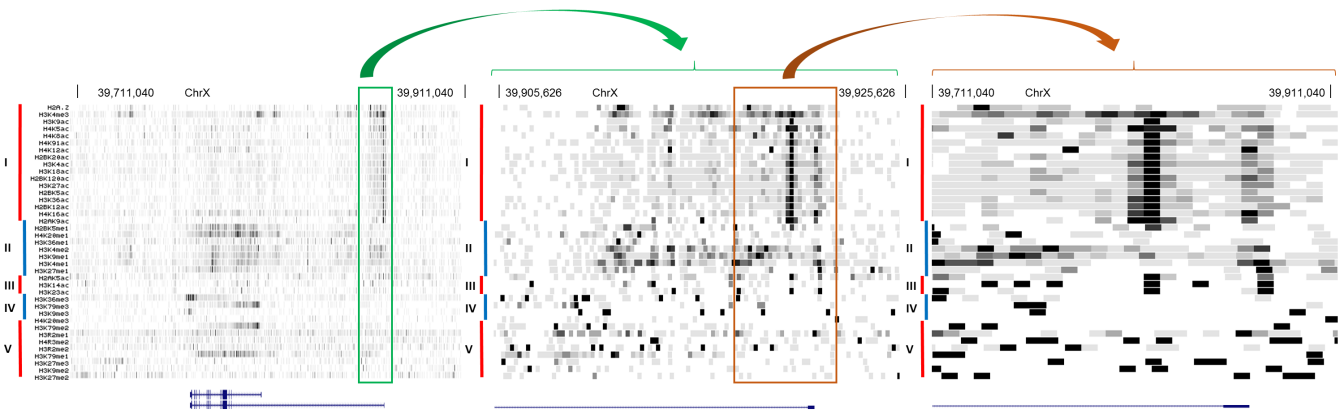 39,711,040 ChrX 39,911,040
39,905,626 ChrX 39,925,626
39,711,040 ChrX 39,911,040
H2A.Z
H3K4me3
H3K9ac
H4K5ac
H4K8ac
H4K91ac
H4K12ac
H2BK20ac
H3K4ac
H3K18ac
H2BK120ac
H3K27ac
H2BK5ac
H3K36ac
H2BK12ac
H4K16ac
H2AK9ac
H2BK5me1
H4K20me1
H3K36me1
H3K4me2
H3K9me1
H3K4me1
H3K27me1
H2AK5ac
H3K14ac
H3K23ac
H3K36me3
H3K79me3
H3K9me3
H4K20me3
H3K79me2
H3R2me1
H4R3me2
H3R2me2
H3K79me1
H3K27me3
H3K9me2
H3K27me2
I I I
II II II
III III III
IV IV IV
V V V